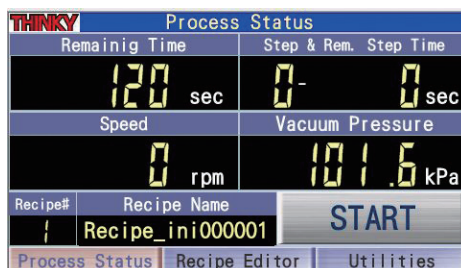 THINKY Process Status
Remainig Time Step & Rem. Step Time
120 sec 0- 0 sec
Speed Vacuum Pressure
0 rpm 101.6 kPa
Recipe# Recipe Name START
1 Recipe_ini000001
Process Status Recipe Editor Utilities